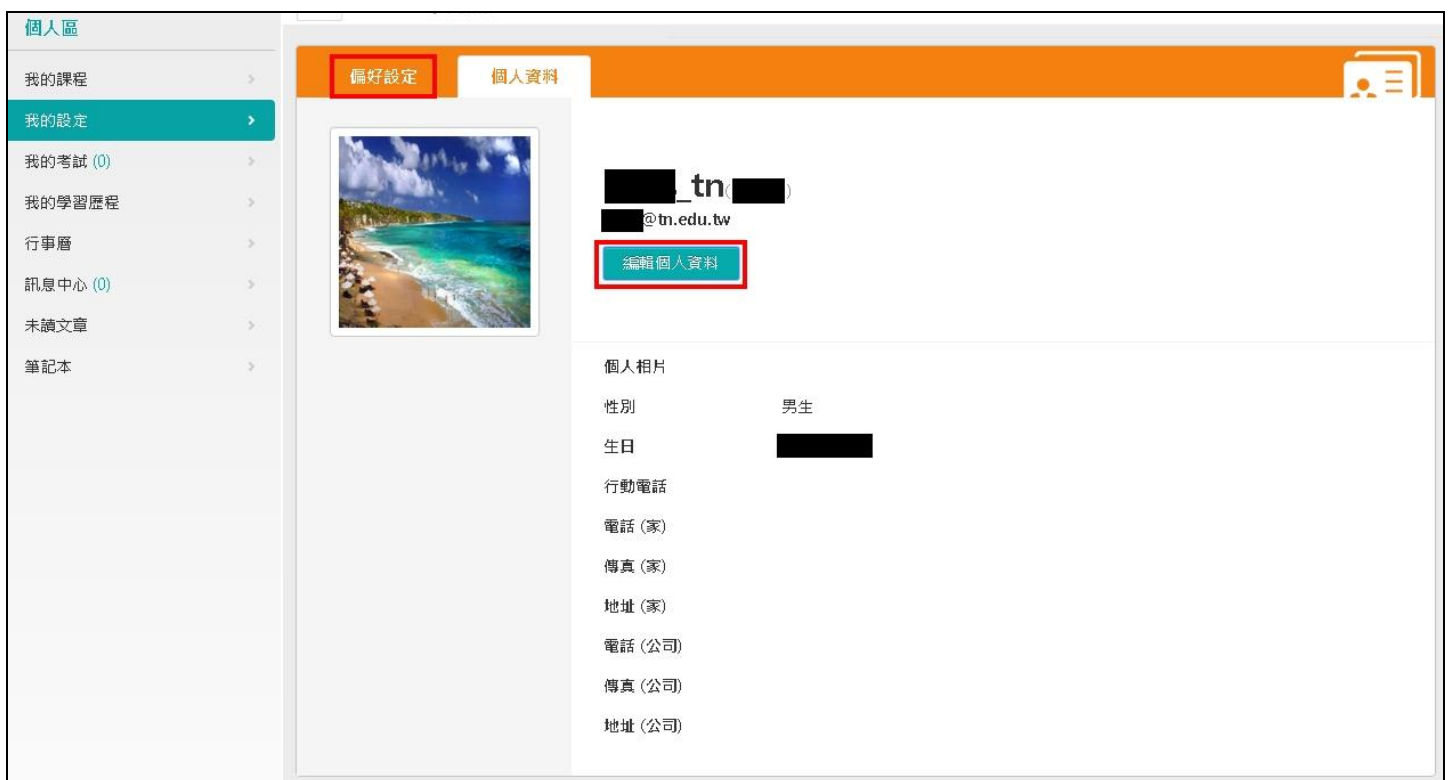 個人區
我的課程
我的設定
我的考試 (0)
我的學習歷程
行事曆
訊息中心 (0)
未讀文章
筆記本
偏好設定 個人資料
_tn( )
@tn.edu.tw
編輯個人資料
個人相片
性別 男生
生日
行動電話
電話 (家)
傳真 (家)
地址 (家)
電話 (公司)
傳真 (公司)
地址 (公司)